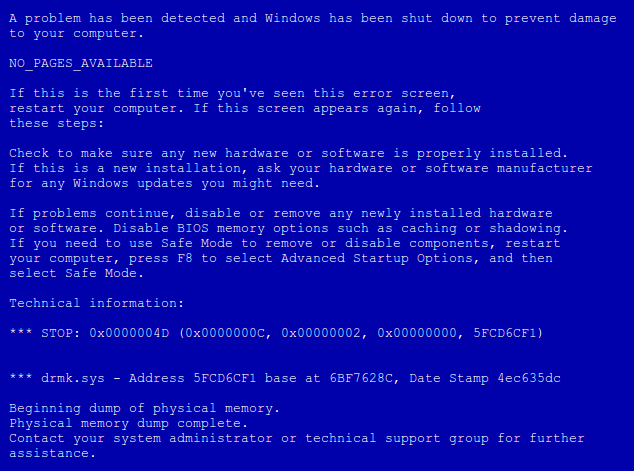 A problem has been detected and Windows has been shut down to prevent damage
to your computer.
NO_PAGES_AVAILABLE
If this is the first time you've seen this error screen,
restart your computer. If this screen appears again, follow
these steps:
Check to make sure any new hardware or software is properly installed.
If this is a new installation, ask your hardware or software manufacturer
for any Windows updates you might need.
If problems continue, disable or remove any newly installed hardware
or software. Disable BIOS memory options such as caching or shadowing.
If you need to use Safe Mode to remove or disable components, restart
your computer, press F8 to select Advanced Startup Options, and then
select Safe Mode.
Technical information:
*** STOP: 0x0000004D (0x0000000C, 0x00000002, 0x00000000, 5FCD6CF1)
*** drmk.sys - Address 5FCD6CF1 base at 6BF7628C, Date Stamp 4ec635dc
Beginning dump of physical memory.
Physical memory dump complete.
Contact your system administrator or technical support group for further
assistance.